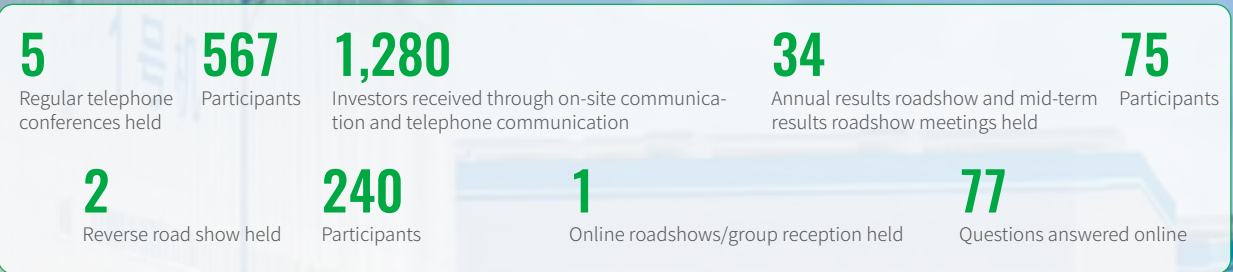 5
Regular telephone
conferences held
567
Participants
1,280
Investors received through on-site communica-
tion and telephone communication
34
Annual results roadshow and mid-term
results roadshow meetings held
75
Participants
2
Reverse road show held
240
Participants
1
Online roadshows/group reception held
77
Questions answered online